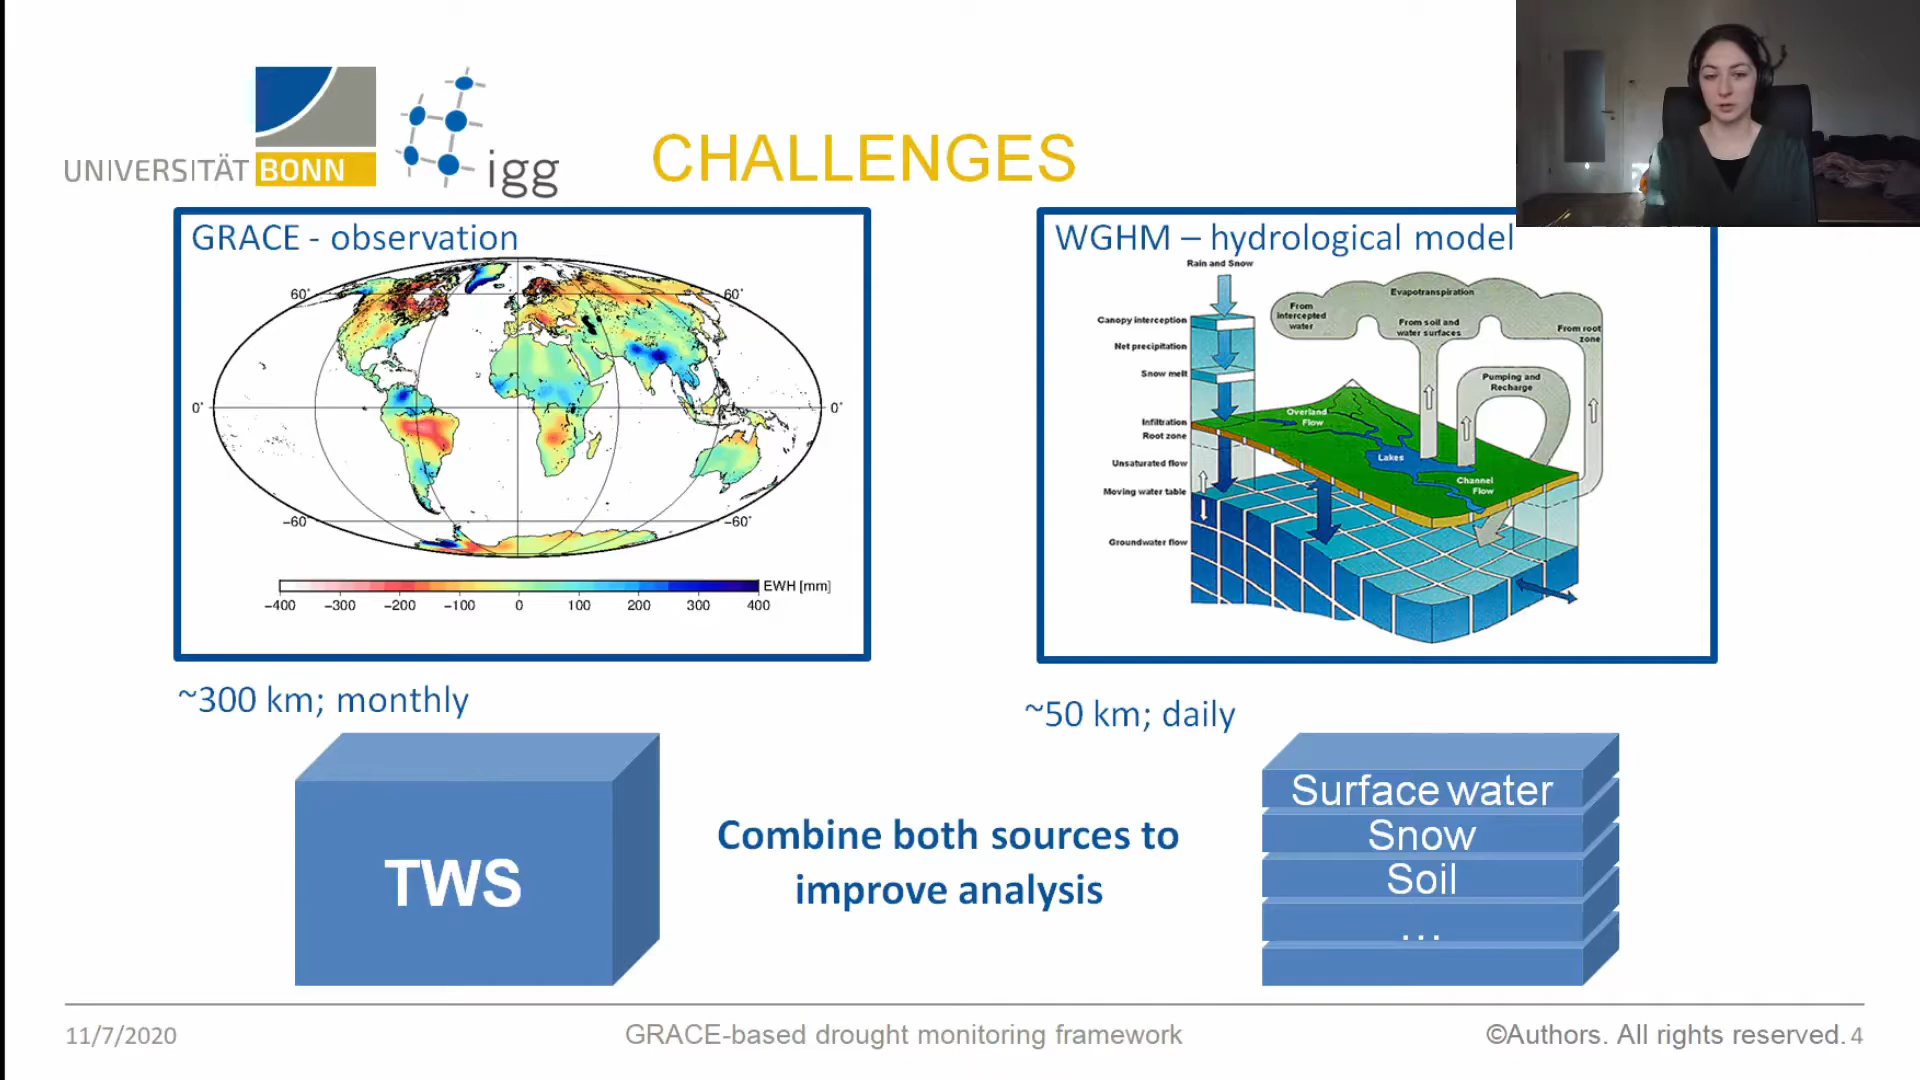 UNIVERSITÄT BONN
igg
CHALLENGES
GRACE - observation
60°
60°
0°
0°
−60°
−60°
EWH [mm]
−400 −300 −200 −100 0 100 200 300 400
~300 km; monthly
TWS
Combine both sources to
improve analysis
WGHM – hydrological model
Rain and Snow
Canopy interception
Net precipitation
Snow melt
Infiltration
Root zone
Unsaturated flow
Moving water table
Groundwater flow
Evapotranspiration
From
intercepted
water
From soil and
water surfaces
From root
zone
Pumping and
Recharge
Overland
Flow
Lakes
Channel
Flow
~50 km; daily
Surface water
Snow
Soil
...
11/7/2020
GRACE-based drought monitoring framework
©Authors. All rights reserved. 4